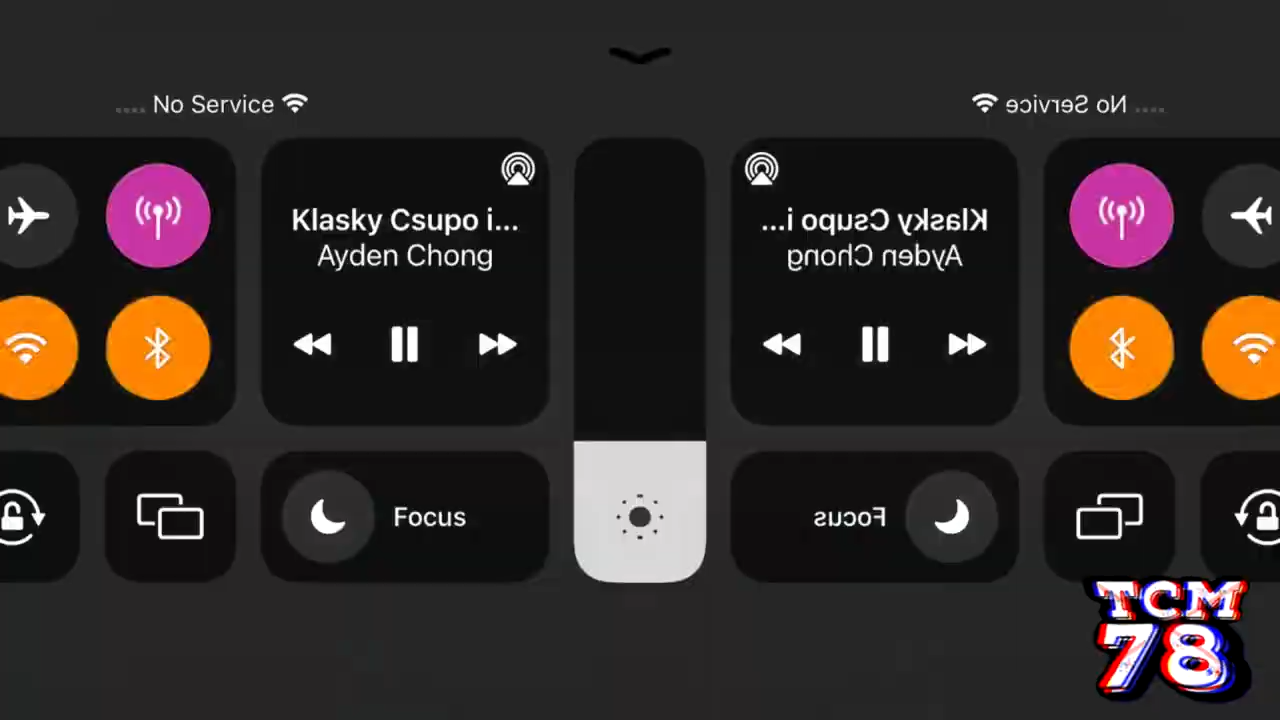 .... No Service
No Service ....
Klasky Csupo i...
Ayden Chong
Klasky Csupo i...
Ayden Chong
Focus
Focus
TCM
78